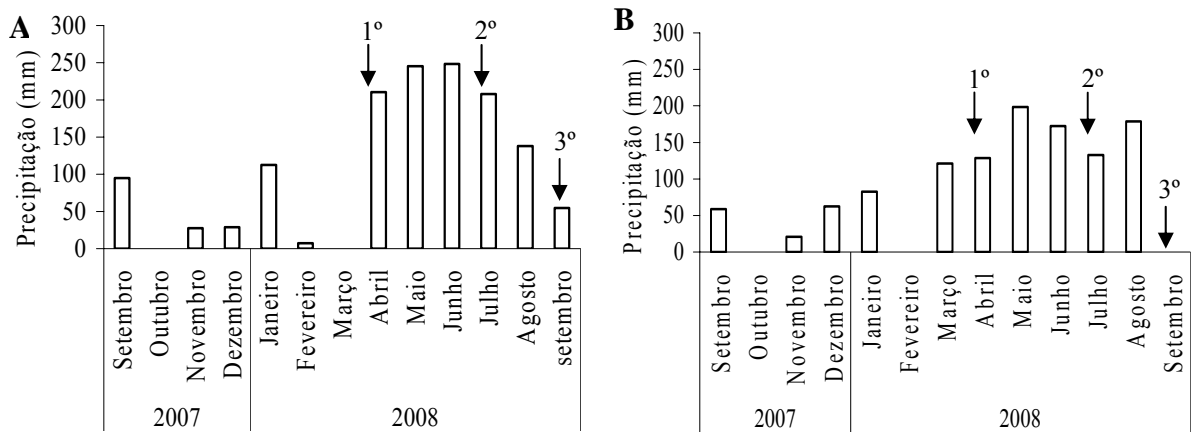 A
Precipitação (mm)
300
250
200
150
100
50
0
1º
2º
3º
Setembro
Outubro
Novembro
Dezembro
Janeiro
Fevereiro
Março
Abril
Maio
Junho
Julho
Agosto
setembro
2007
2008
B
Precipitação (mm)
300
250
200
150
100
50
0
1º
2º
3º
Setembro
Outubro
Novembro
Dezembro
Janeiro
Fevereiro
Março
Abril
Maio
Junho
Julho
Agosto
Setembro
2007
2008